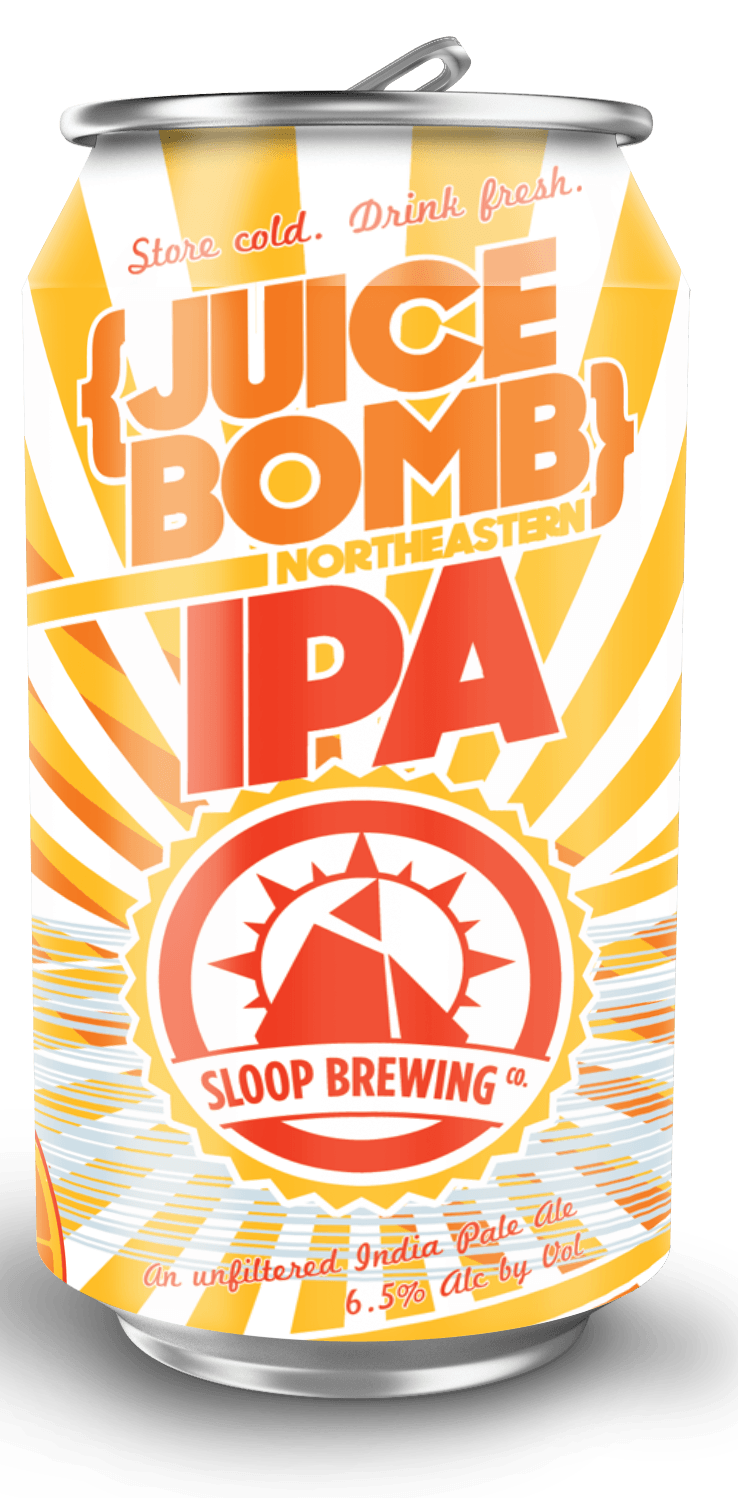 Store cold. Drink fresh.
{JUICE
BOMB}
NORTHEASTERN
IPA
SLOOP BREWING CO.
An unfiltered India Pale Ale
6.5% Alc by Vol